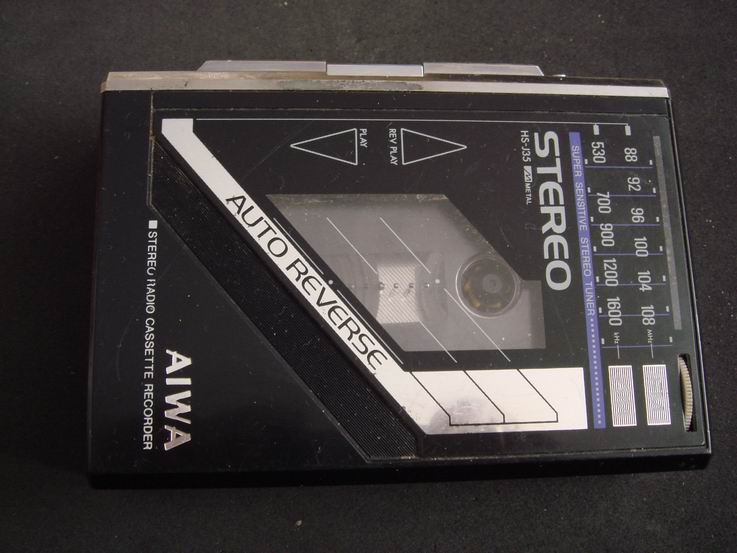 88 92 96 100 104 108 MHz
530 700 900 1200 1600 kHz
SUPER SENSITIVE STEREO TUNER
STEREO
HS-J35 METAL
REV PLAY
PLAY
AUTO REVERSE
AIWA
STEREO RADIO CASSETTE RECORDER